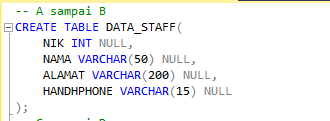 -- A sampai B
CREATE TABLE DATA_STAFF(
    NIK INT NULL,
    NAMA VARCHAR(50) NULL,
    ALAMAT VARCHAR(200) NULL,
    HANDHPHONE VARCHAR(15) NULL
);